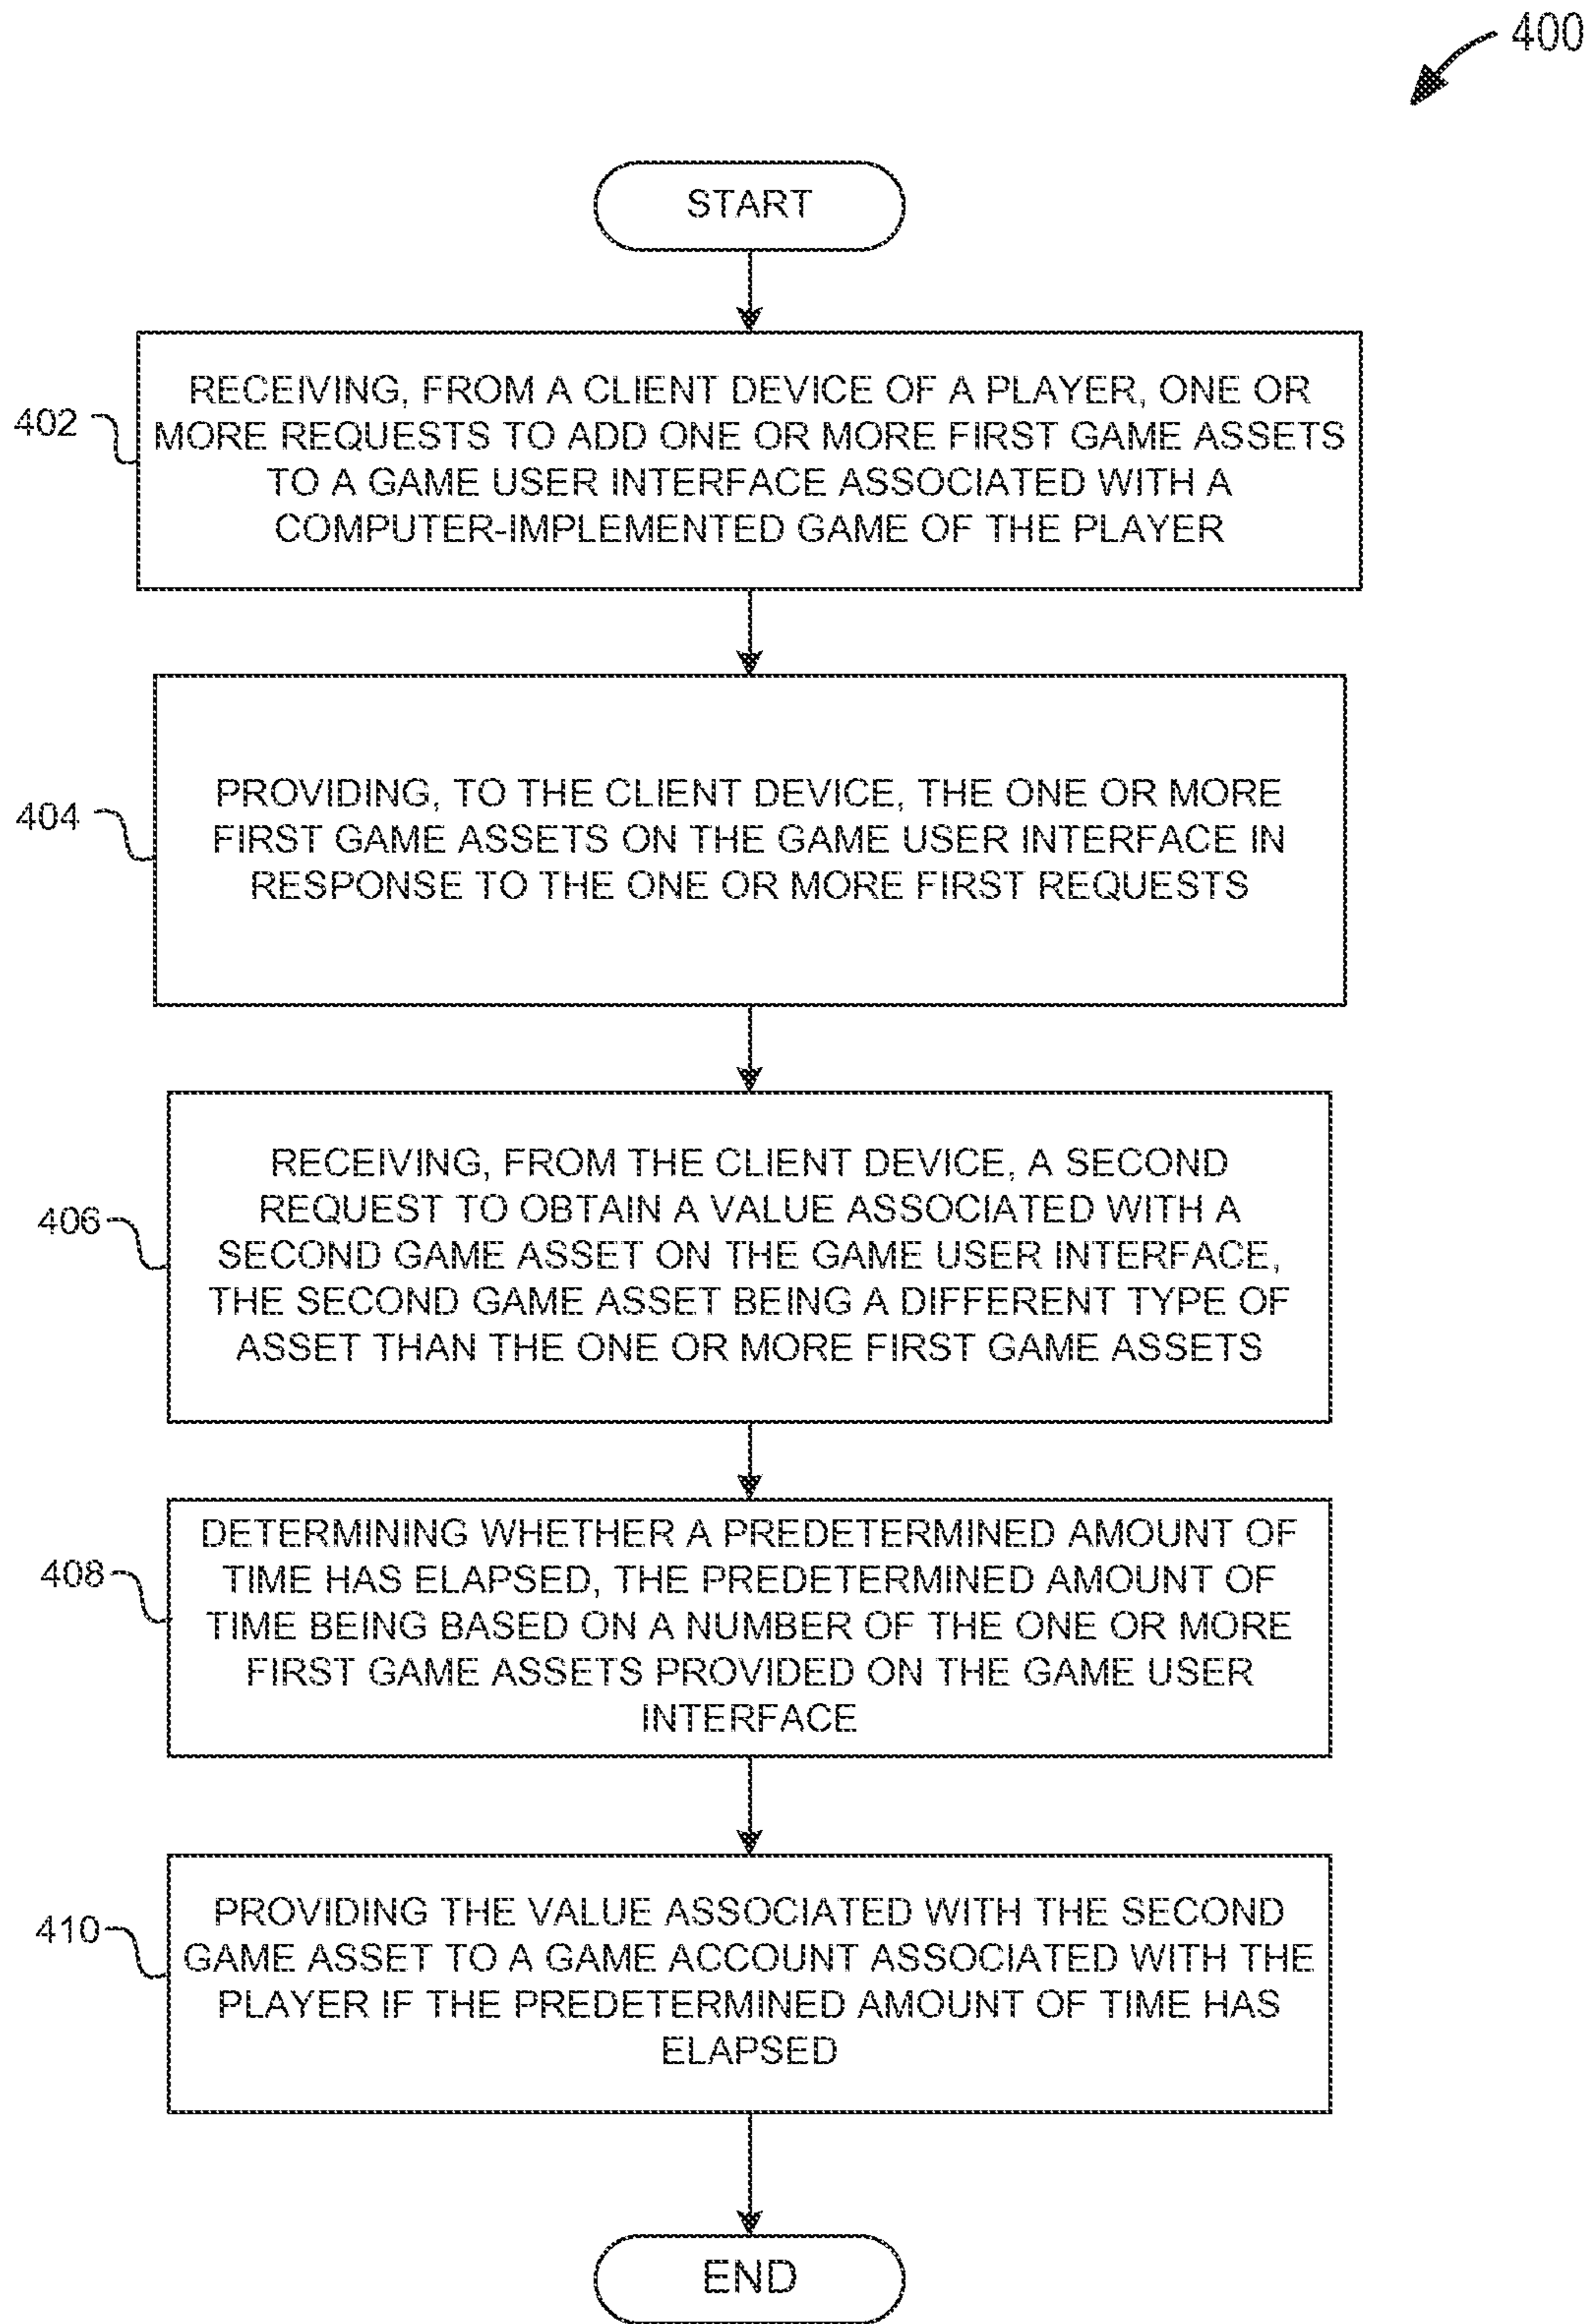 400
START
402
RECEIVING, FROM A CLIENT DEVICE OF A PLAYER, ONE OR
MORE REQUESTS TO ADD ONE OR MORE FIRST GAME ASSETS
TO A GAME USER INTERFACE ASSOCIATED WITH A
COMPUTER-IMPLEMENTED GAME OF THE PLAYER
404
PROVIDING, TO THE CLIENT DEVICE, THE ONE OR MORE
FIRST GAME ASSETS ON THE GAME USER INTERFACE IN
RESPONSE TO THE ONE OR MORE FIRST REQUESTS
406
RECEIVING, FROM THE CLIENT DEVICE, A SECOND
REQUEST TO OBTAIN A VALUE ASSOCIATED WITH A
SECOND GAME ASSET ON THE GAME USER INTERFACE,
THE SECOND GAME ASSET BEING A DIFFERENT TYPE OF
ASSET THAN THE ONE OR MORE FIRST GAME ASSETS
408
DETERMINING WHETHER A PREDETERMINED AMOUNT OF
TIME HAS ELAPSED, THE PREDETERMINED AMOUNT OF
TIME BEING BASED ON A NUMBER OF THE ONE OR MORE
FIRST GAME ASSETS PROVIDED ON THE GAME USER
INTERFACE
410
PROVIDING THE VALUE ASSOCIATED WITH THE SECOND
GAME ASSET TO A GAME ACCOUNT ASSOCIATED WITH THE
PLAYER IF THE PREDETERMINED AMOUNT OF TIME HAS
ELAPSED
END